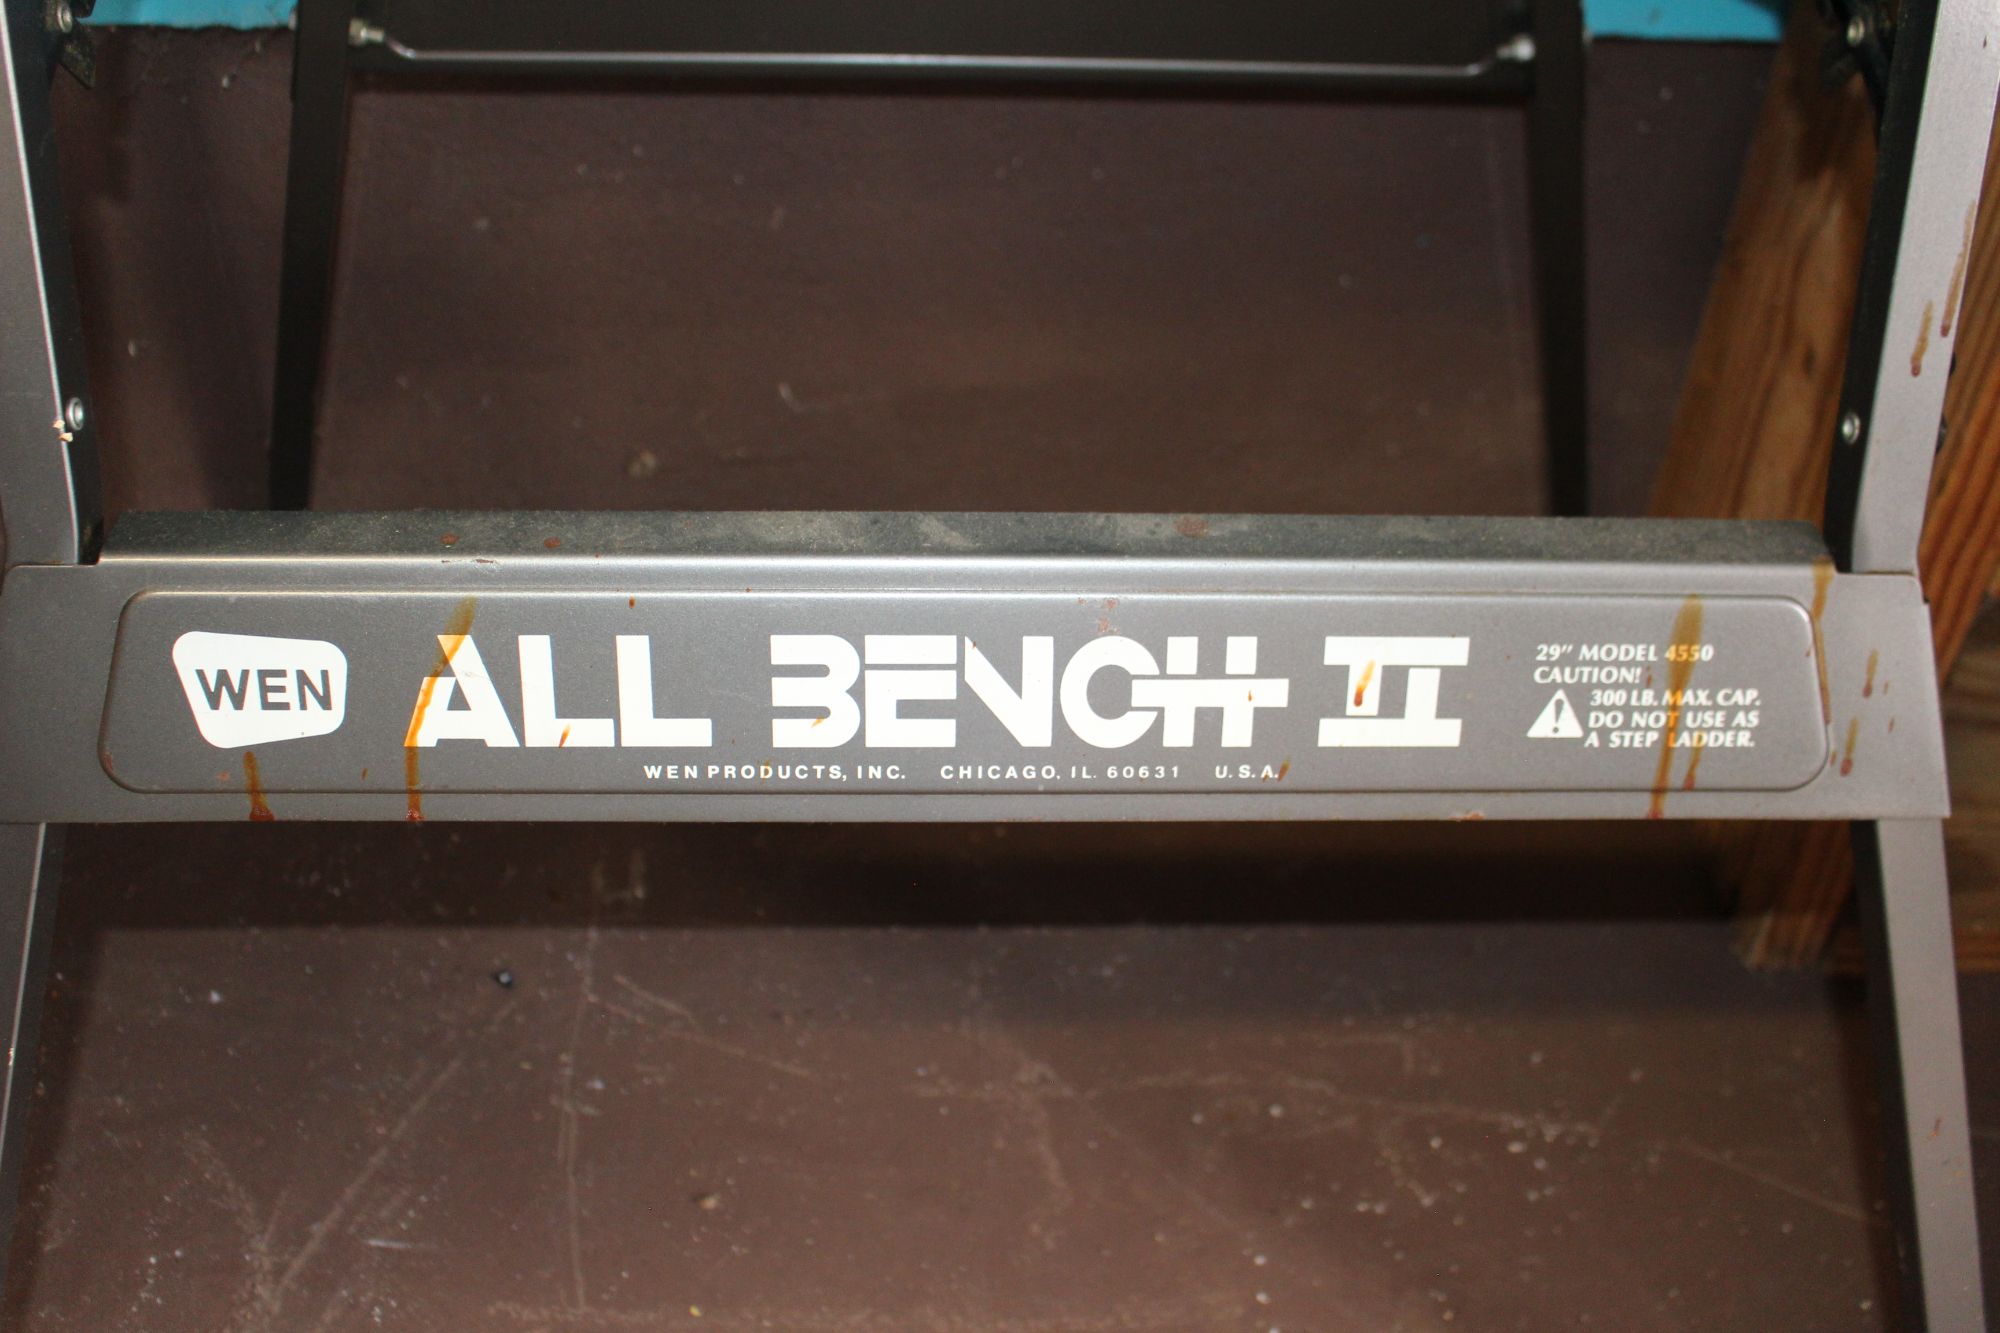 WEN
ALL BENCH II
WEN PRODUCTS, INC. CHICAGO, IL. 60631 U.S.A.
29" MODEL 4550
CAUTION!
300 LB. MAX. CAP.
DO NOT USE AS
A STEP LADDER.